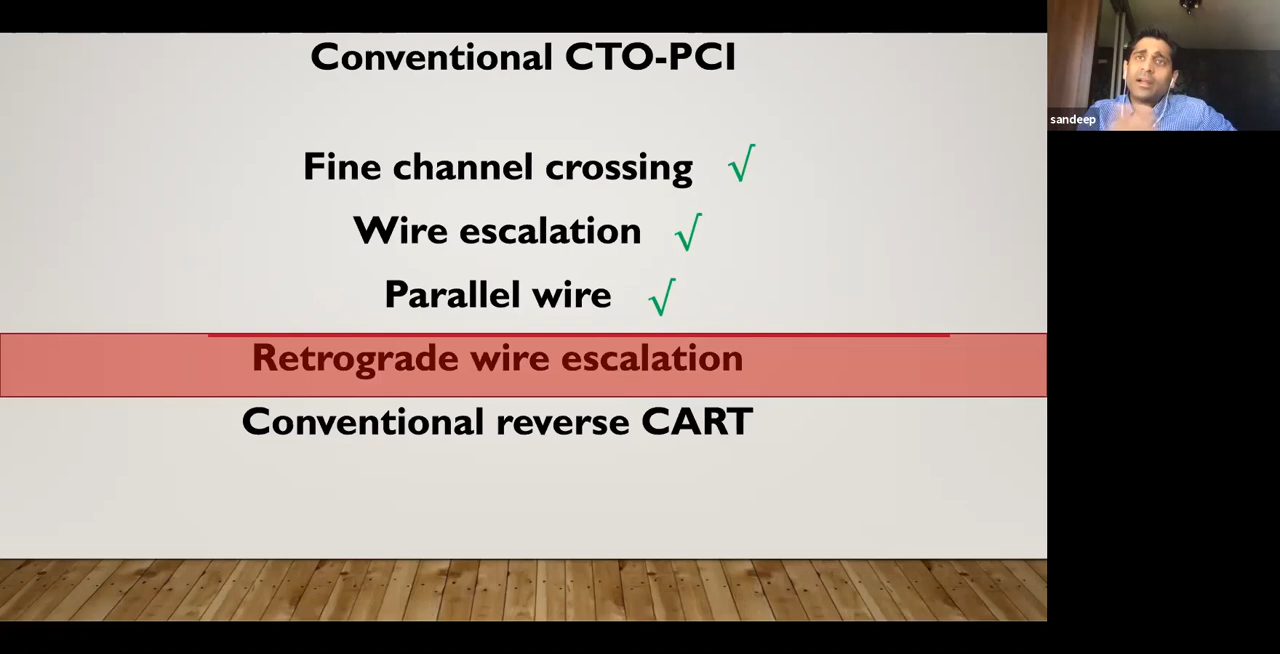 Conventional CTO-PCI
Fine channel crossing √
Wire escalation √
Parallel wire √
Retrograde wire escalation
Conventional reverse CART
sandeep